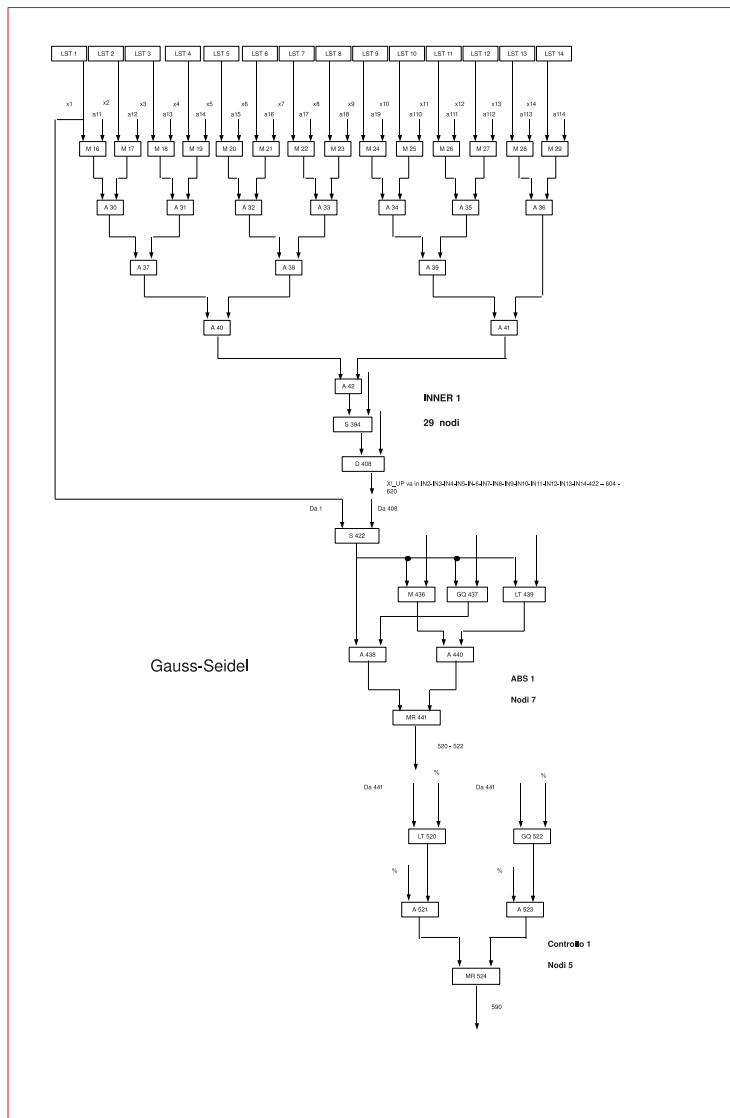 LST 1 LST 2 LST 3 LST 4 LST 5 LST 6 LST 7 LST 8 LST 9 LST 10 LST 11 LST 12 LST 13 LST 14
x1 x2 x3 x4 x5 x6 x7 x8 x9 x10 x11 x12 x13 x14
a11 a12 a13 a14 a15 a16 a17 a18 a19 a110 a111 a112 a113 a114
M 16 M 17 M 18 M 19 M 20 M 21 M 22 M 23 M 24 M 25 M 26 M 27 M 28 M 29
A 30 A 31 A 32 A 33 A 34 A 35 A 36
A 37 A 38 A 39
A 40 A 41
A 42
INNER 1
S 394
29 nodi
D 408
X!_UP va in IN2-IN3-IN4-IN5-IN-6-IN7-IN8-IN9-IN10-IN11-IN12-IN13-IN14-422 – 604 -
620
Da 1 Da 408
S 422
M 436 GQ 437 LT 439
A 438 A 440
Gauss-Seidel
ABS 1
Nodi 7
MR 441
520 - 522
% %
Da 441 Da 441
LT 520 GQ 522
% %
A 521 A 523
Controllo 1
Nodi 5
MR 524
590